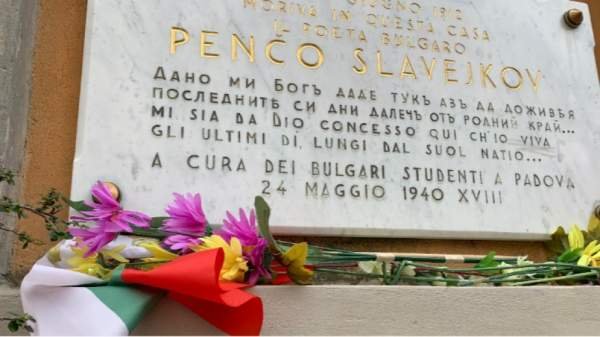 GIUGNO 1912
MORIVA IN QUESTA CASA
IL POETA BULGARO
PENČO SLAVEJKOV
ДАНО МИ БОГЪ ДАДЕ ТУКЪ АЗЪ ДА ДОЖИВѢЯ
ПОСЛЕДНИТѢ СИ ДНИ ДАЛЕЧЪ ОТЪ РОДНИЙ КРАЙ...
MI SIA DA DIO CONCESSO QUI CH'IO VIVA
GLI ULTIMI DÌ, LUNGI DAL SUOL NATIO...
A CURA DEI BULGARI STUDENTI A PADOVA
24 MAGGIO 1940 XVIII